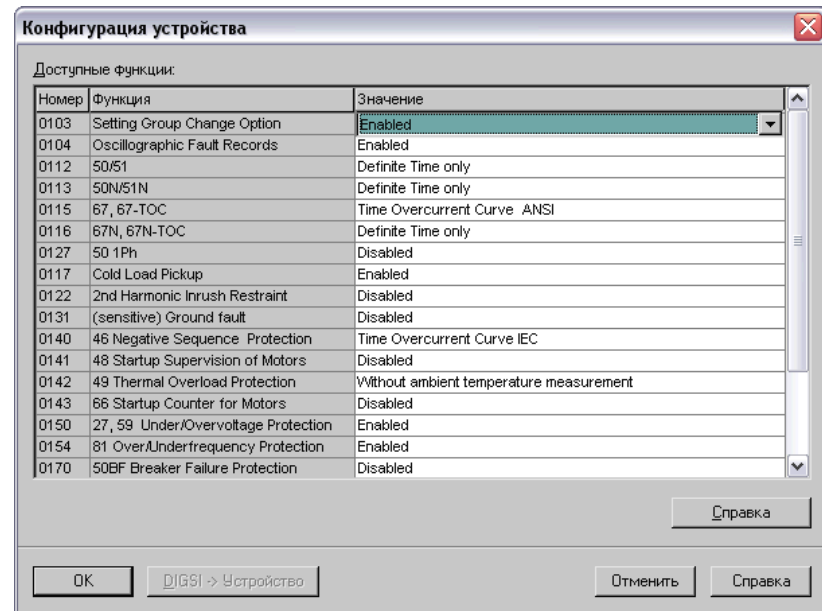 Конфигурация устройства
Доступные функции:
Номер Функция Значение
0103 Setting Group Change Option Enabled
0104 Oscillographic Fault Records Enabled
0112 50/51 Definite Time only
0113 50N/51N Definite Time only
0115 67, 67-TOC Time Overcurrent Curve ANSI
0116 67N, 67N-TOC Definite Time only
0127 50 1Ph Disabled
0117 Cold Load Pickup Enabled
0122 2nd Harmonic Inrush Restraint Disabled
0131 (sensitive) Ground fault Disabled
0140 46 Negative Sequence Protection Time Overcurrent Curve IEC
0141 48 Startup Supervision of Motors Disabled
0142 49 Thermal Overload Protection Without ambient temperature measurement
0143 66 Startup Counter for Motors Disabled
0150 27, 59 Under/Overvoltage Protection Enabled
0154 81 Over/Underfrequency Protection Enabled
0170 50BF Breaker Failure Protection Disabled
Справка
OK DIGSI -> Устройство Отменить Справка